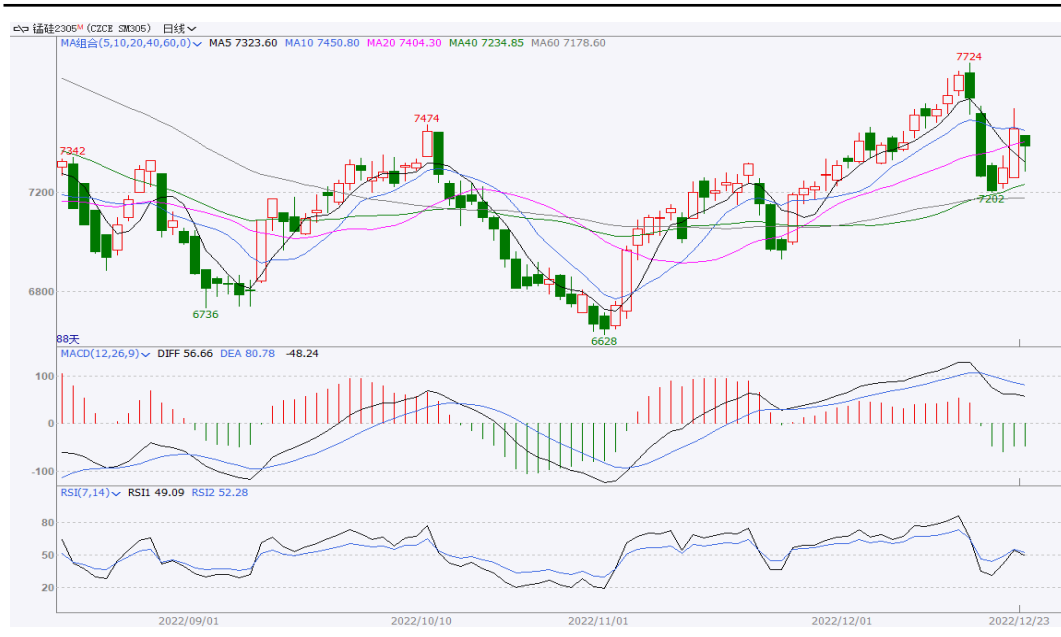 锰硅2305ᴹ (CZCE SM305) 日线
MA组合(5,10,20,40,60,0) MA5 7323.60 MA10 7450.80 MA20 7404.30 MA40 7234.85 MA60 7178.60
7724
7474
7342
7200
7202
6800
6736
6628
88天
MACD(12,26,9) DIFF 56.66 DEA 80.78 -48.24
100
0
-100
RSI(7,14) RSI1 49.09 RSI2 52.28
80
50
20
2022/09/01 2022/10/10 2022/11/01 2022/12/01 2022/12/23